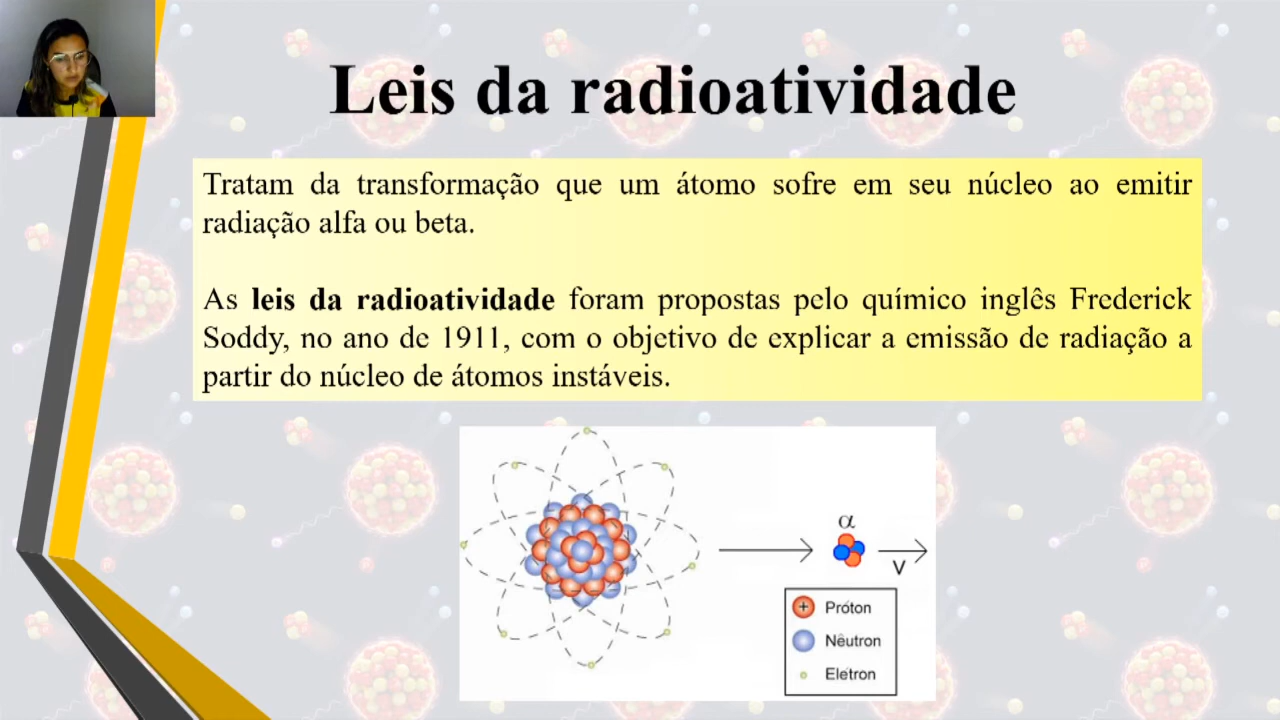 Leis da radioatividade
Tratam da transformação que um átomo sofre em seu núcleo ao emitir
radiação alfa ou beta.
As leis da radioatividade foram propostas pelo químico inglês Frederick
Soddy, no ano de 1911, com o objetivo de explicar a emissão de radiação a
partir do núcleo de átomos instáveis.
α
V
+ Próton
Nêutron
Elétron